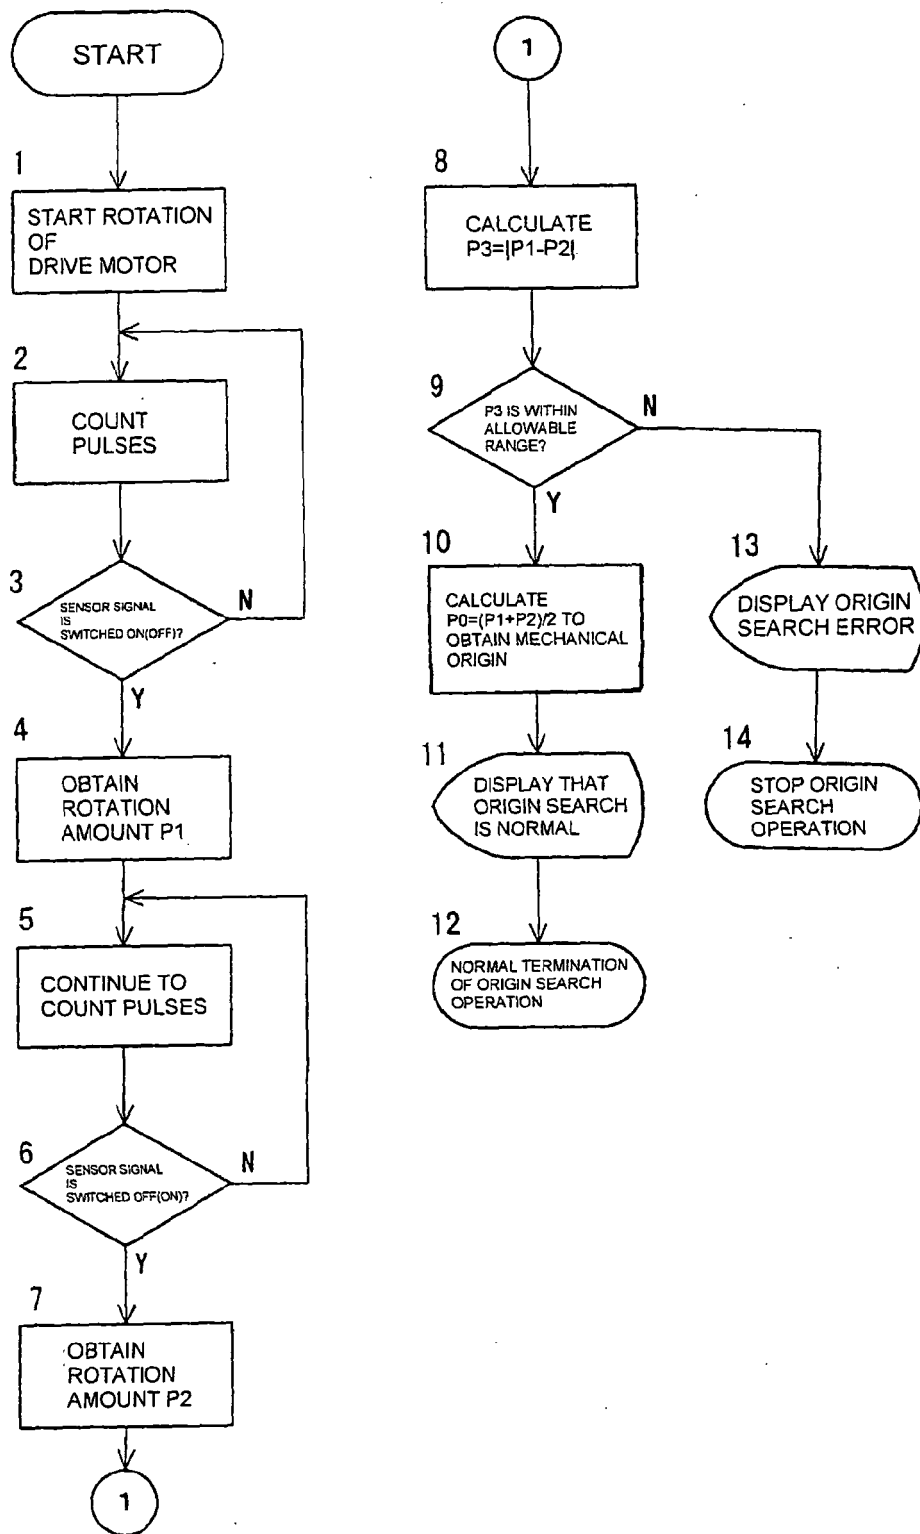 START
1
START ROTATION
OF
DRIVE MOTOR
2
COUNT
PULSES
3
SENSOR SIGNAL
IS
SWITCHED ON(OFF)?
N
Y
4
OBTAIN
ROTATION
AMOUNT P1
5
CONTINUE TO
COUNT PULSES
6
SENSOR SIGNAL
IS
SWITCHED OFF(ON)?
N
Y
7
OBTAIN
ROTATION
AMOUNT P2
1
1
8
CALCULATE
P3=|P1-P2|
9
P3 IS WITHIN
ALLOWABLE
RANGE?
N
Y
10
CALCULATE
P0=(P1+P2)/2 TO
OBTAIN MECHANICAL
ORIGIN
11
DISPLAY THAT
ORIGIN SEARCH
IS NORMAL
12
NORMAL TERMINATION
OF ORIGIN SEARCH
OPERATION
13
DISPLAY ORIGIN
SEARCH ERROR
14
STOP ORIGIN
SEARCH
OPERATION